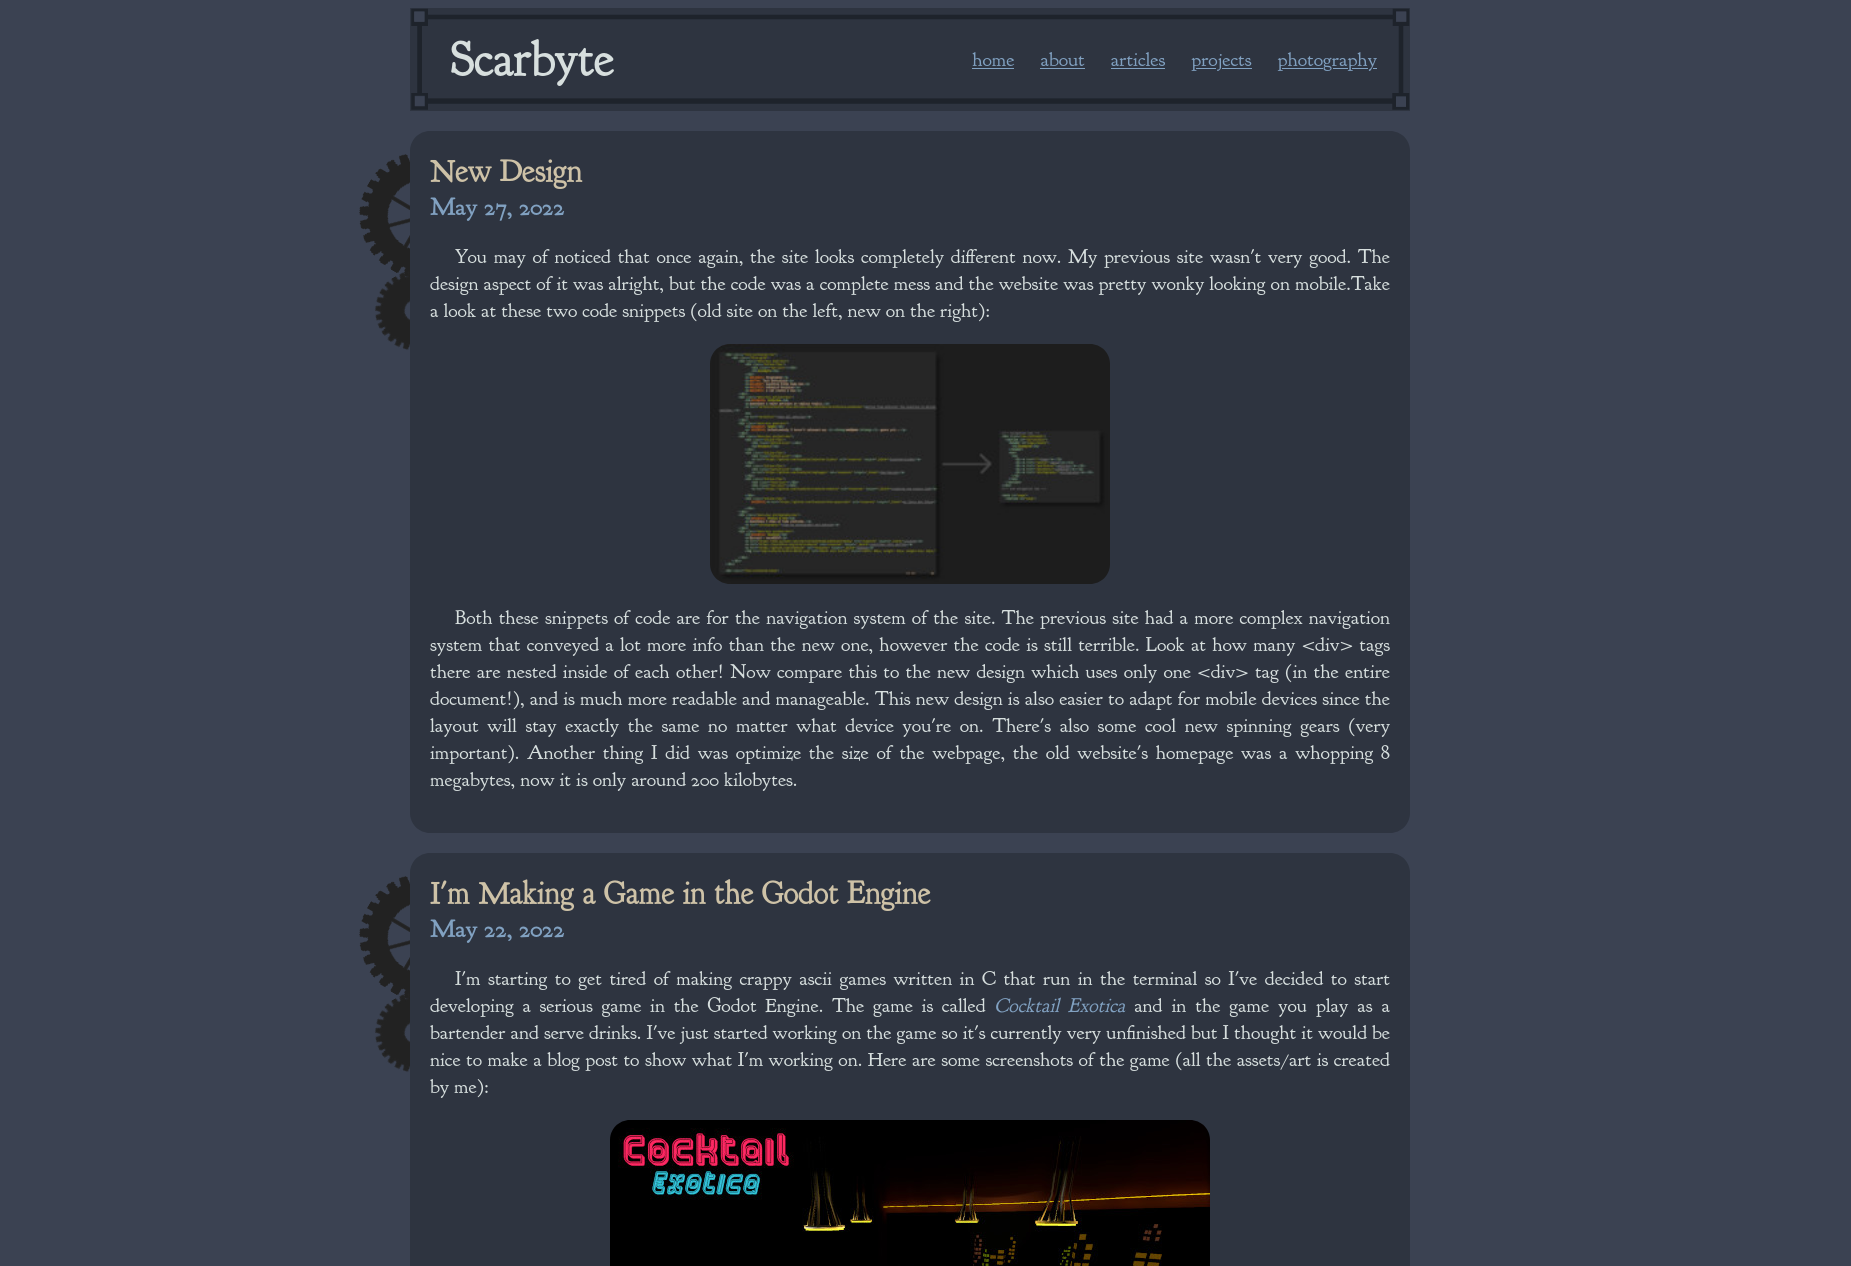 Scarbyte
home about articles projects photography
New Design
May 27, 2022
You may of noticed that once again, the site looks completely different now. My previous site wasn't very good. The
design aspect of it was alright, but the code was a complete mess and the website was pretty wonky looking on mobile.Take
a look at these two code snippets (old site on the left, new on the right):
Both these snippets of code are for the navigation system of the site. The previous site had a more complex navigation
system that conveyed a lot more info than the new one, however the code is still terrible. Look at how many <div> tags
there are nested inside of each other! Now compare this to the new design which uses only one <div> tag (in the entire
document!), and is much more readable and manageable. This new design is also easier to adapt for mobile devices since the
layout will stay exactly the same no matter what device you're on. There's also some cool new spinning gears (very
important). Another thing I did was optimize the size of the webpage, the old website's homepage was a whopping 8
megabytes, now it is only around 200 kilobytes.
I'm Making a Game in the Godot Engine
May 22, 2022
I'm starting to get tired of making crappy ascii games written in C that run in the terminal so I've decided to start
developing a serious game in the Godot Engine. The game is called Cocktail Exotica and in the game you play as a
bartender and serve drinks. I've just started working on the game so it's currently very unfinished but I thought it would be
nice to make a blog post to show what I'm working on. Here are some screenshots of the game (all the assets/art is created
by me):
Cocktail
Exotica